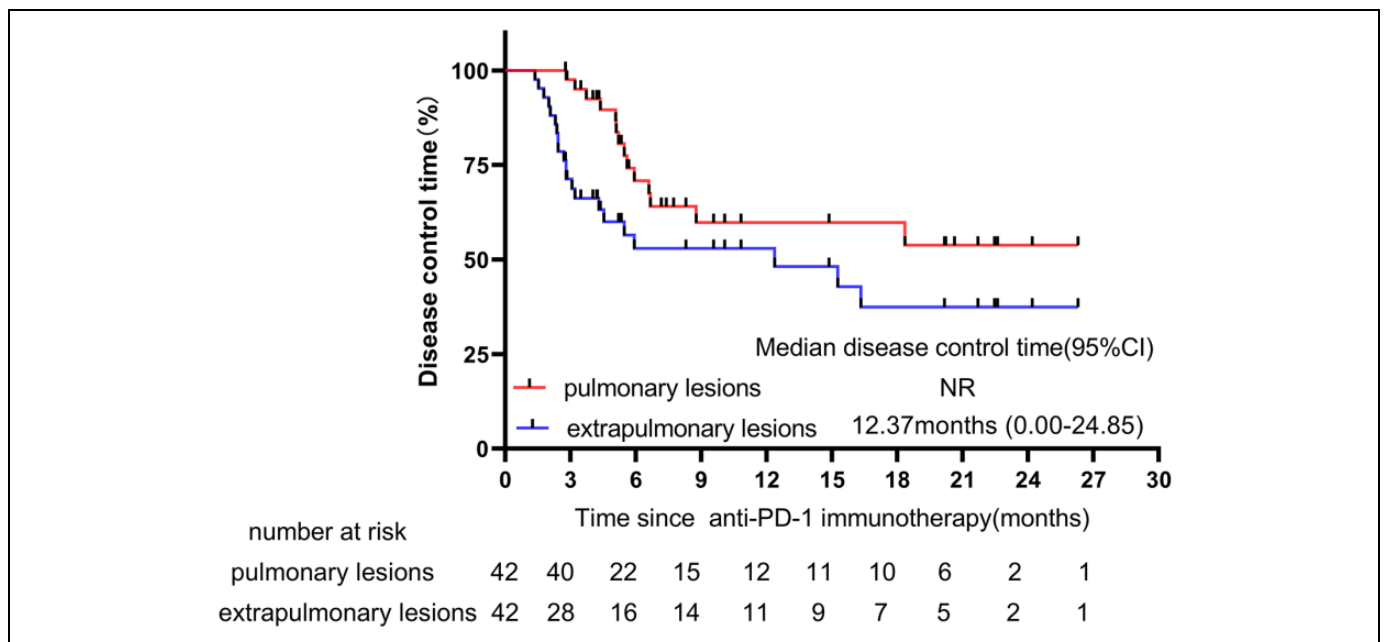 100
75
50
25
0
Disease control time(%)
Median disease control time(95%CI)
pulmonary lesions NR
extrapulmonary lesions 12.37months (0.00-24.85)
0 3 6 9 12 15 18 21 24 27 30
Time since anti-PD-1 immunotherapy(months)
number at risk
pulmonary lesions 42 40 22 15 12 11 10 6 2 1
extrapulmonary lesions 42 28 16 14 11 9 7 5 2 1